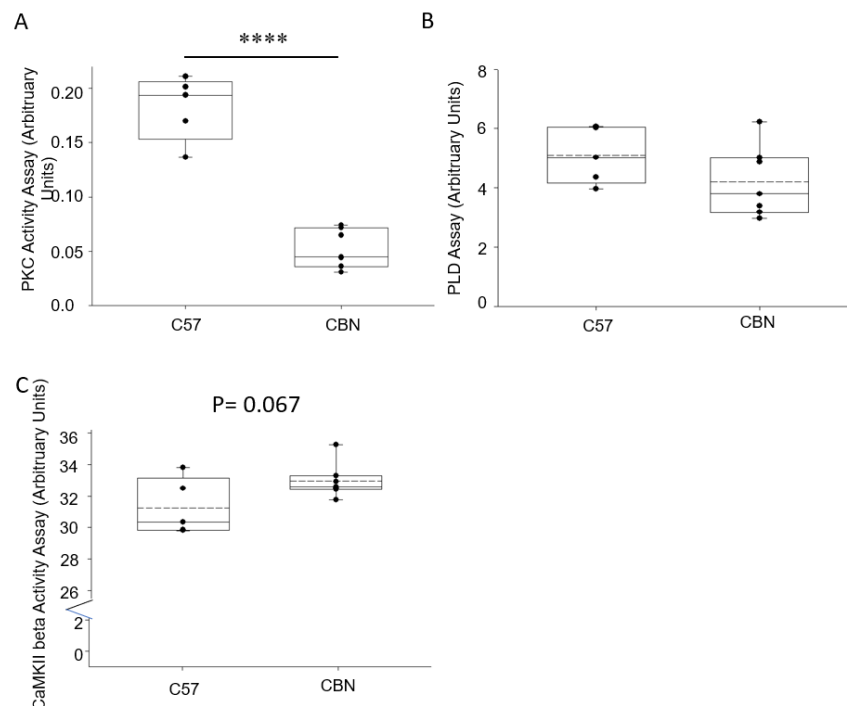 A
****
PKC Activity Assay (Arbitruary
Units)
0.20
0.15
0.10
0.05
0.0
C57
CBN
B
PLD Assay (Arbitruary Units)
8
6
4
2
0
C57
CBN
C
P= 0.067
CaMKII beta Activity Assay (Arbitruary Units)
36
34
32
30
28
26
2
0
C57
CBN